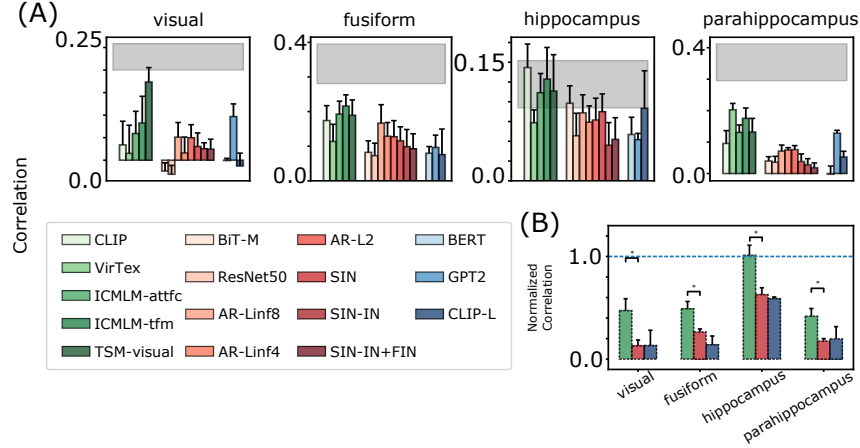 (A)
visual
fusiform
hippocampus
parahippocampus
Correlation
0.25
0.0
0.4
0.0
0.15
0.0
0.4
0.0
CLIP
VirTex
ICMLM-attfc
ICMLM-tfm
TSM-visual
BiT-M
ResNet50
AR-Linf8
AR-Linf4
AR-L2
SIN
SIN-IN
SIN-IN+FIN
BERT
GPT2
CLIP-L
(B)
Normalized
Correlation
1.0
0.0
*
*
*
*
visual
fusiform
hippocampus
parahippocampus